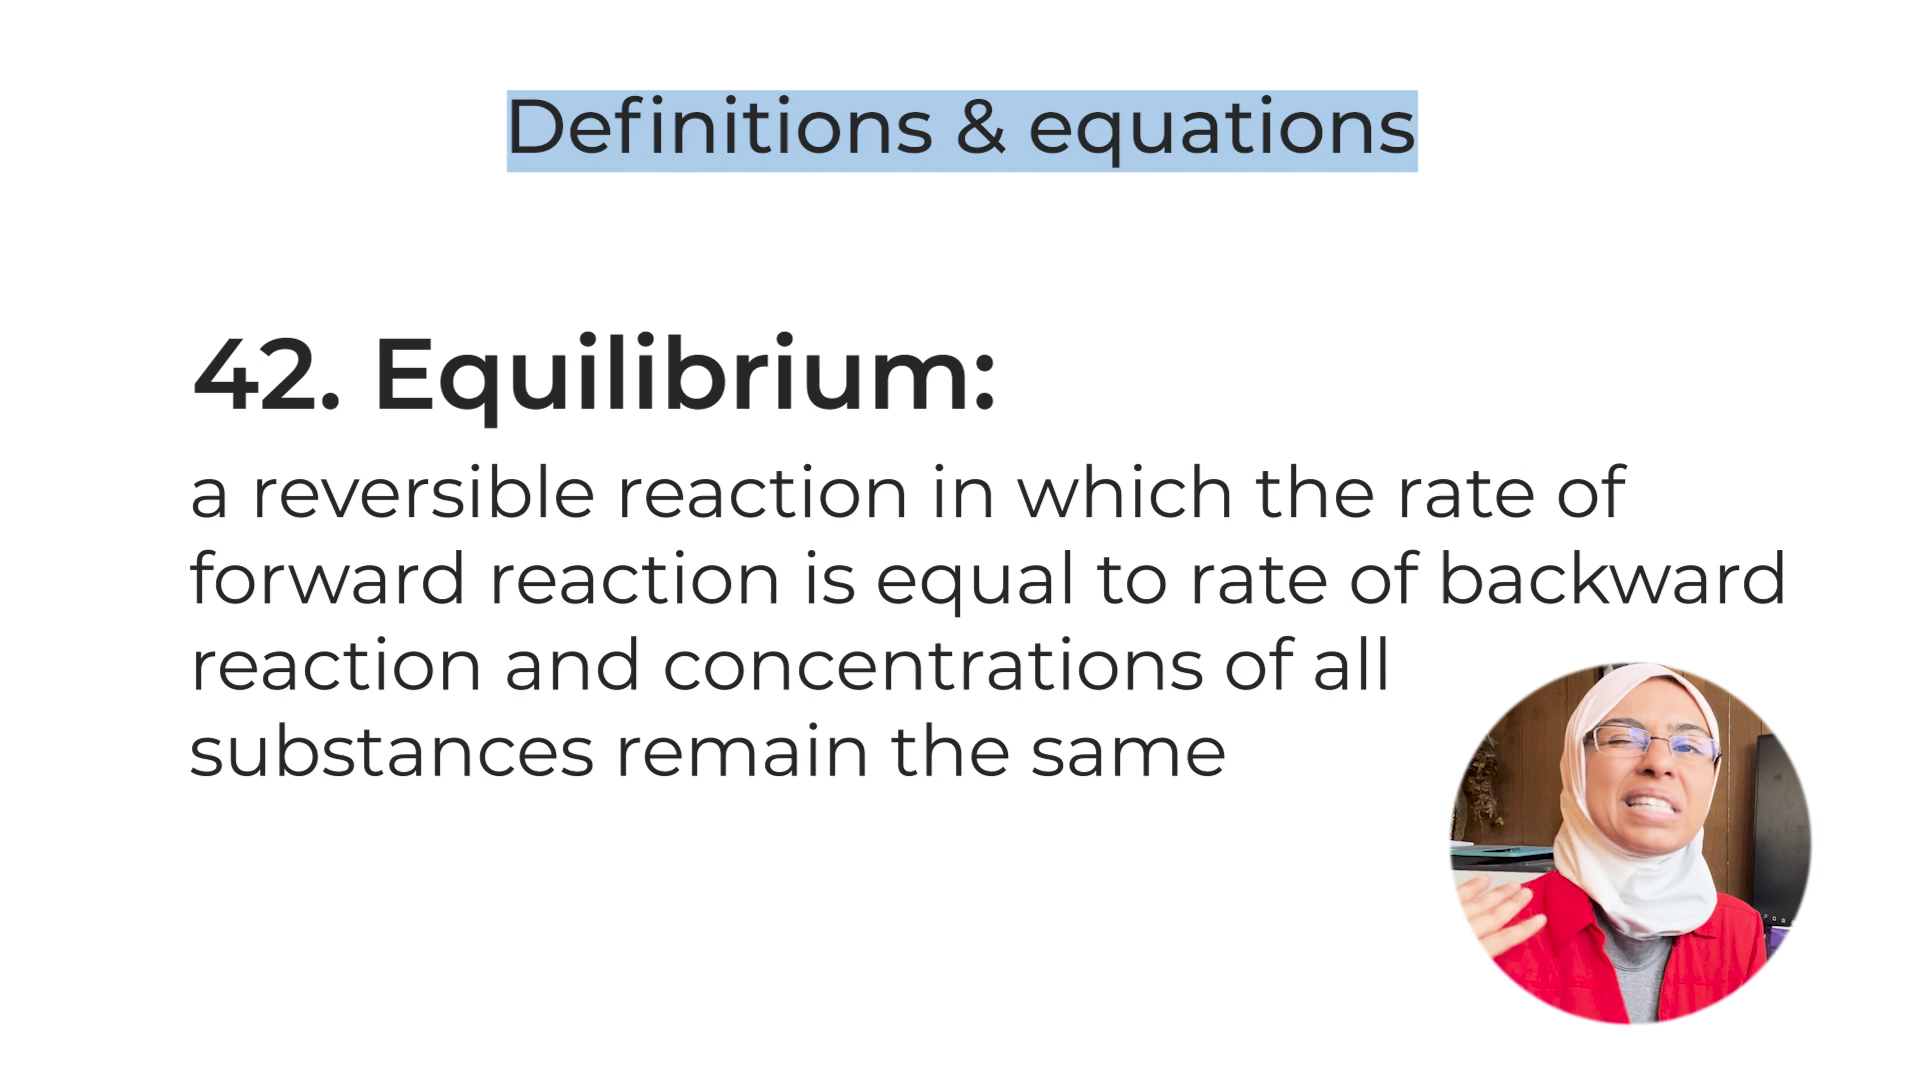 Definitions & equations
42. Equilibrium:
a reversible reaction in which the rate of
forward reaction is equal to rate of backward
reaction and concentrations of all
substances remain the same